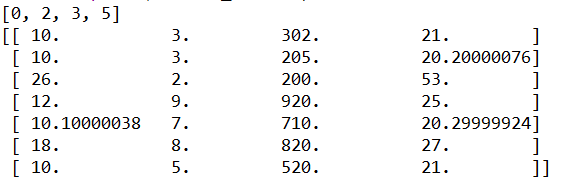 [0, 2, 3, 5]
[[ 10. 3. 302. 21. ]
[ 10. 3. 205. 20.20000076]
[ 26. 2. 200. 53. ]
[ 12. 9. 920. 25. ]
[ 10.10000038 7. 710. 20.29999924]
[ 18. 8. 820. 27. ]
[ 10. 5. 520. 21. ]]